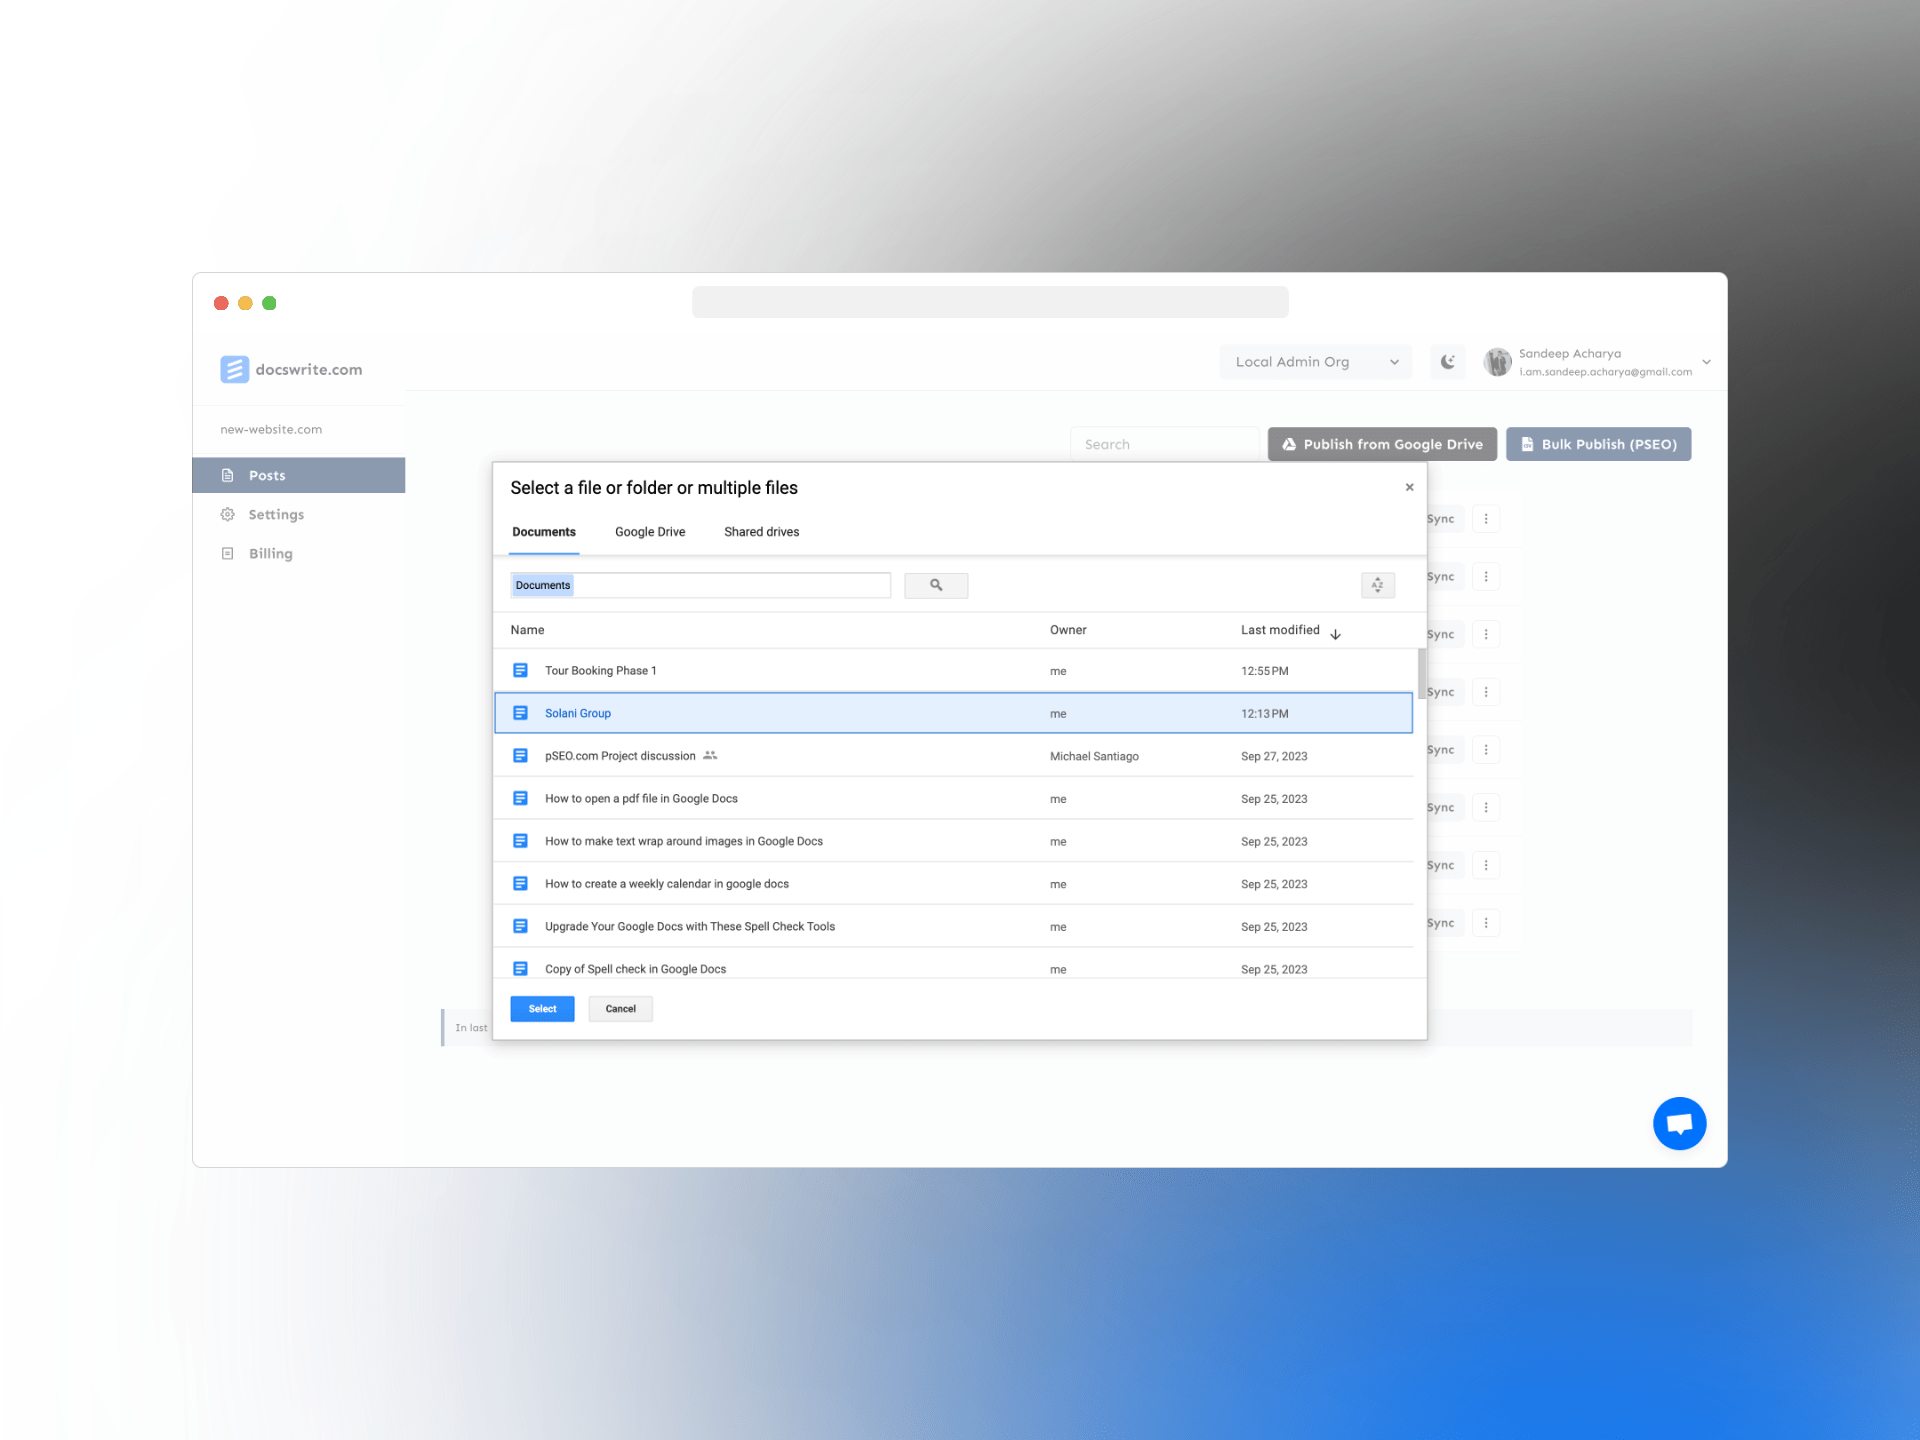 docswrite.com
Local Admin Org
Sandeep Acharya
i.am.sandeep.acharya@gmail.com
new-website.com
Search
Publish from Google Drive
Bulk Publish (PSEO)
Posts
Settings
Billing
Select a file or folder or multiple files
Documents Google Drive Shared drives
Documents
AZ
Name Owner Last modified
Tour Booking Phase 1 me 12:55 PM
Solani Group me 12:13 PM
pSEO.com Project discussion Michael Santiago Sep 27, 2023
How to open a pdf file in Google Docs me Sep 25, 2023
How to make text wrap around images in Google Docs me Sep 25, 2023
How to create a weekly calendar in google docs me Sep 25, 2023
Upgrade Your Google Docs with These Spell Check Tools me Sep 25, 2023
Copy of Spell check in Google Docs me Sep 25, 2023
Select Cancel
Sync
Sync
Sync
Sync
Sync
Sync
Sync
Sync
In last